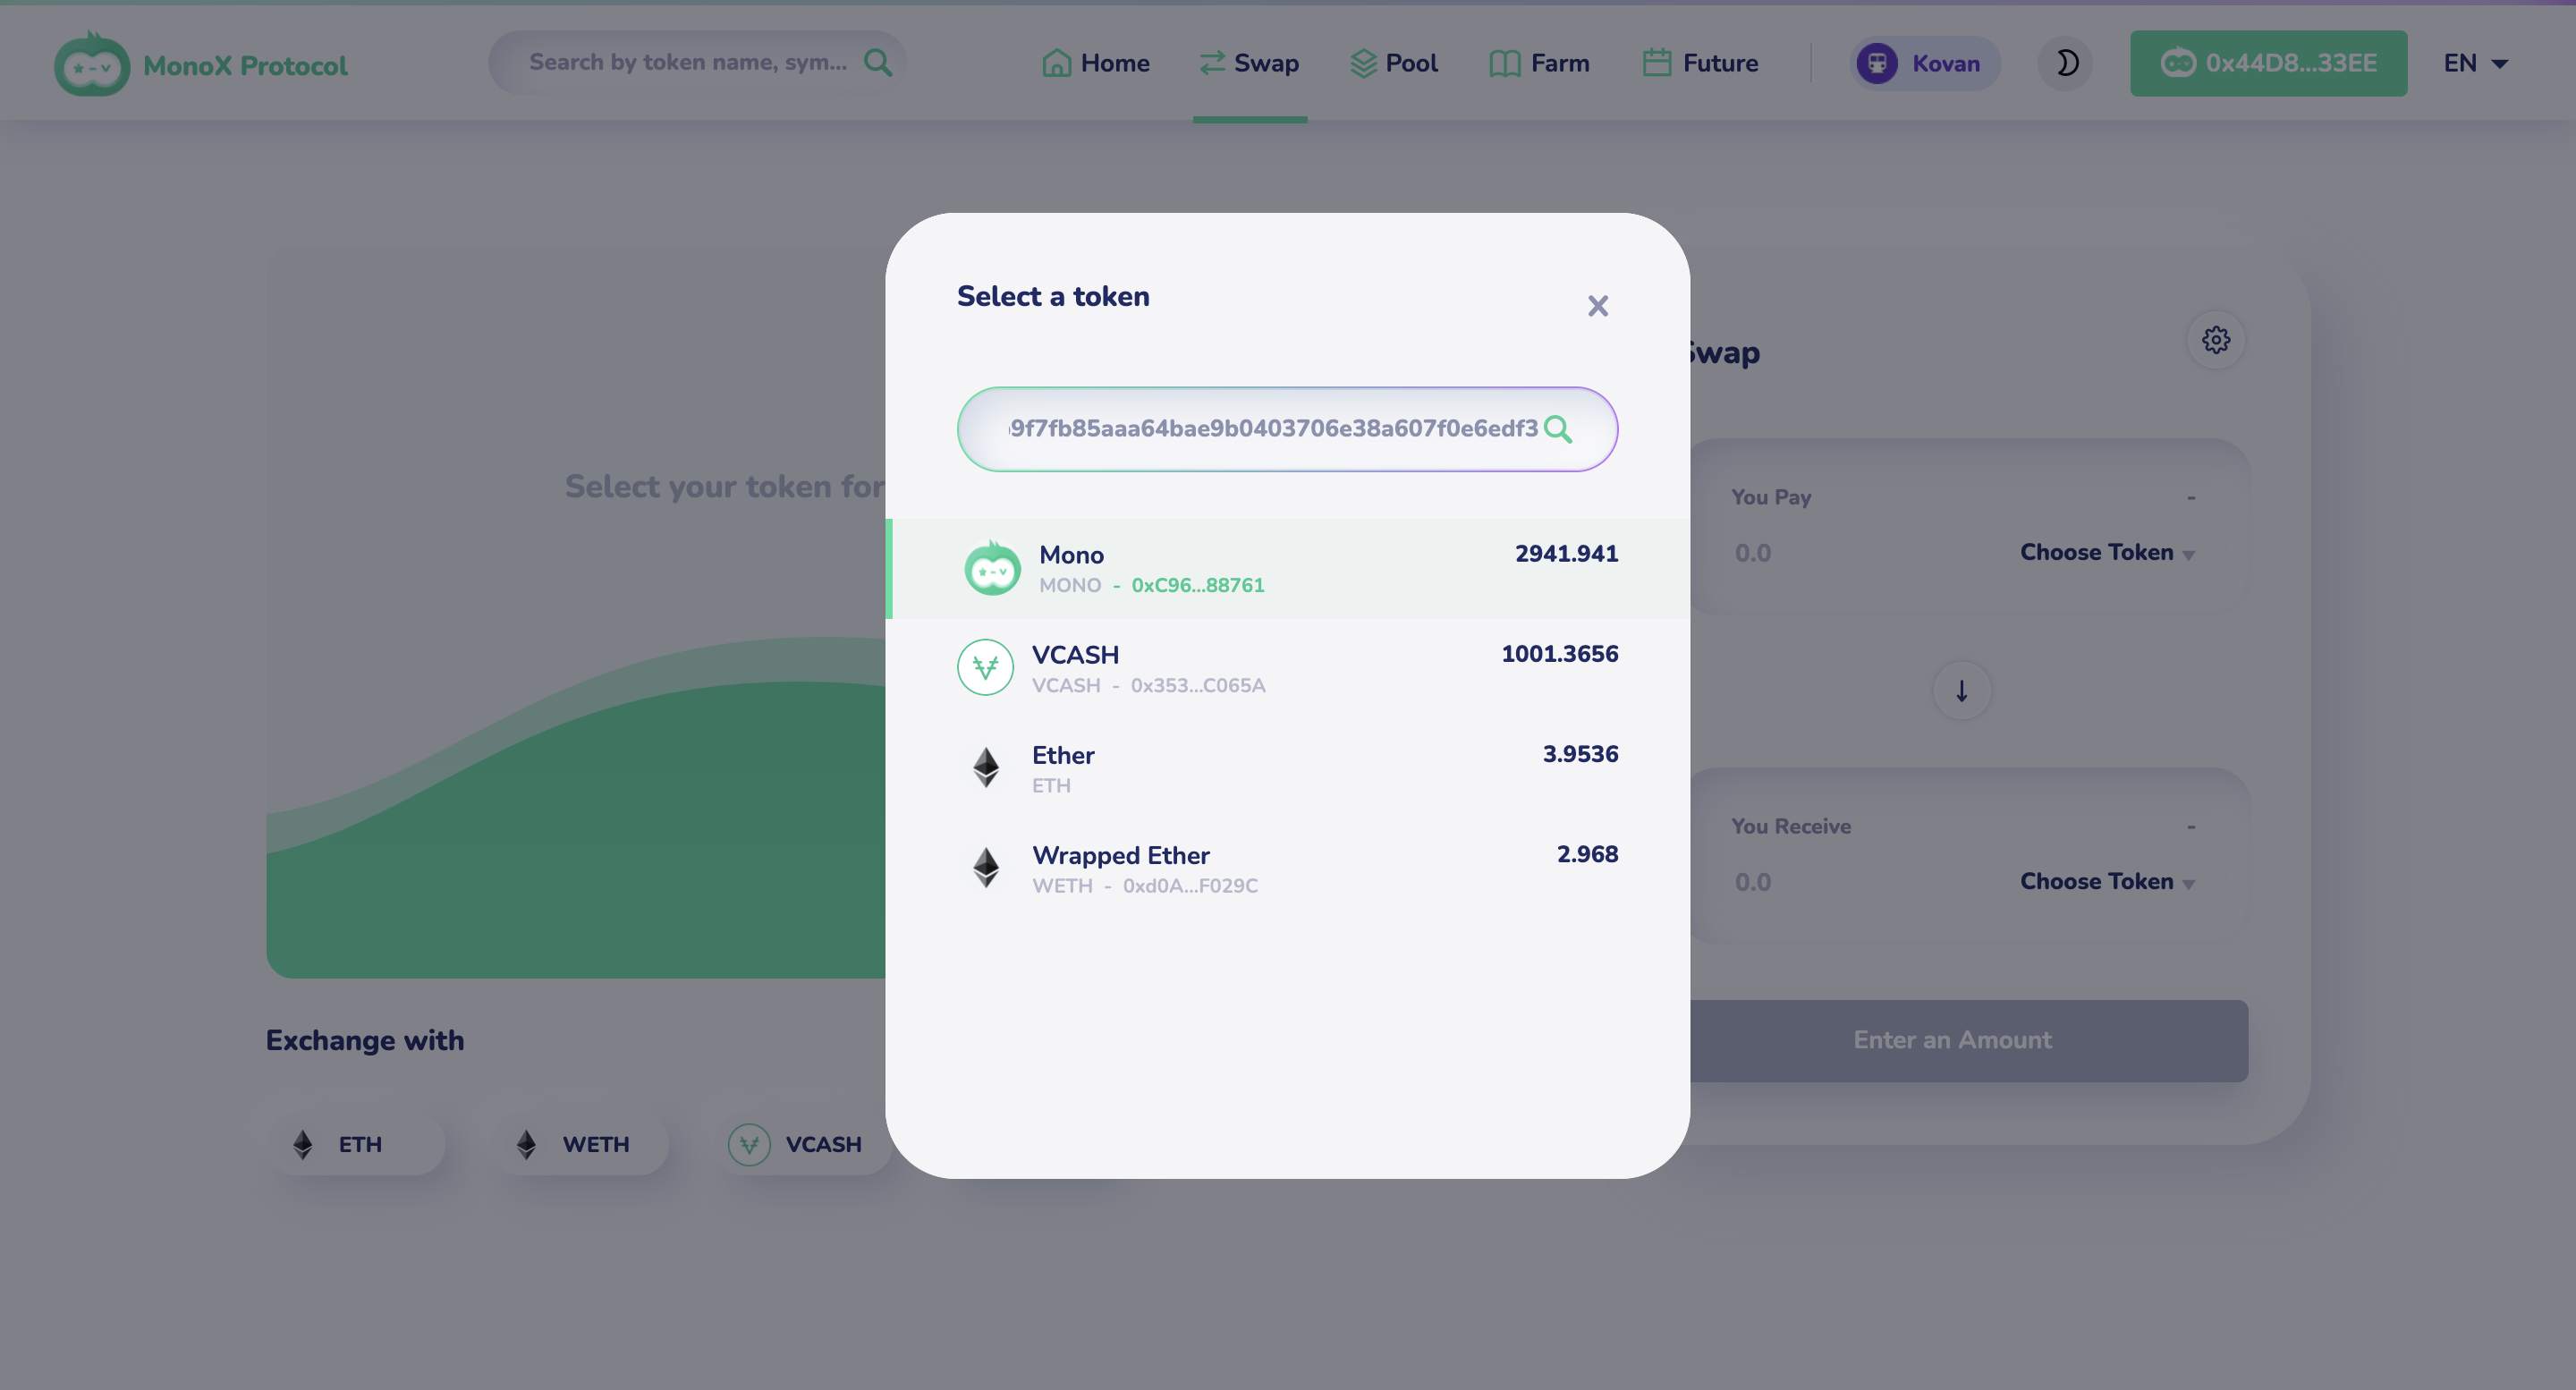 MonoX Protocol
Search by token name, sym...
Home
Swap
Pool
Farm
Future
Kovan
0x44D8...33EE
EN
Select your token for
Select a token
9f7fb85aaa64bae9b0403706e38a607f0e6edf3
Mono
2941.941
MONO - 0xC96...88761
VCASH
1001.3656
VCASH - 0x353...C065A
Ether
3.9536
ETH
Wrapped Ether
2.968
WETH - 0xd0A...F029C
Swap
You Pay
-
0.0
Choose Token
You Receive
-
0.0
Choose Token
Enter an Amount
Exchange with
ETH
WETH
VCASH